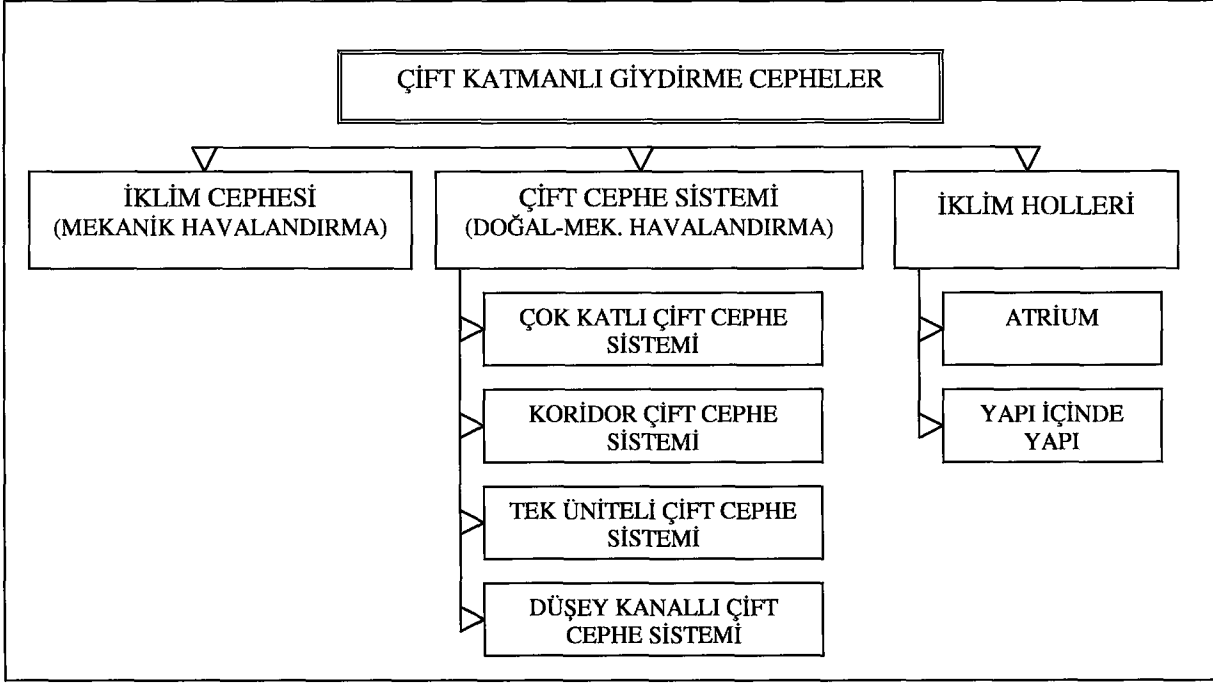 ÇİFT KATMANLI GİYDİRME CEPHELER
İKLİM CEPHESİ
(MEKANİK HAVALANDIRMA)
ÇİFT CEPHE SİSTEMİ
(DOĞAL-MEK. HAVALANDIRMA)
ÇOK KATLI ÇİFT CEPHE
SİSTEMİ
KORİDOR ÇİFT CEPHE
SİSTEMİ
TEK ÜNİTELİ ÇİFT CEPHE
SİSTEMİ
DÜŞEY KANALLI ÇİFT
CEPHE SİSTEMİ
İKLİM HOLLERİ
ATRIUM
YAPI İÇİNDE
YAPI